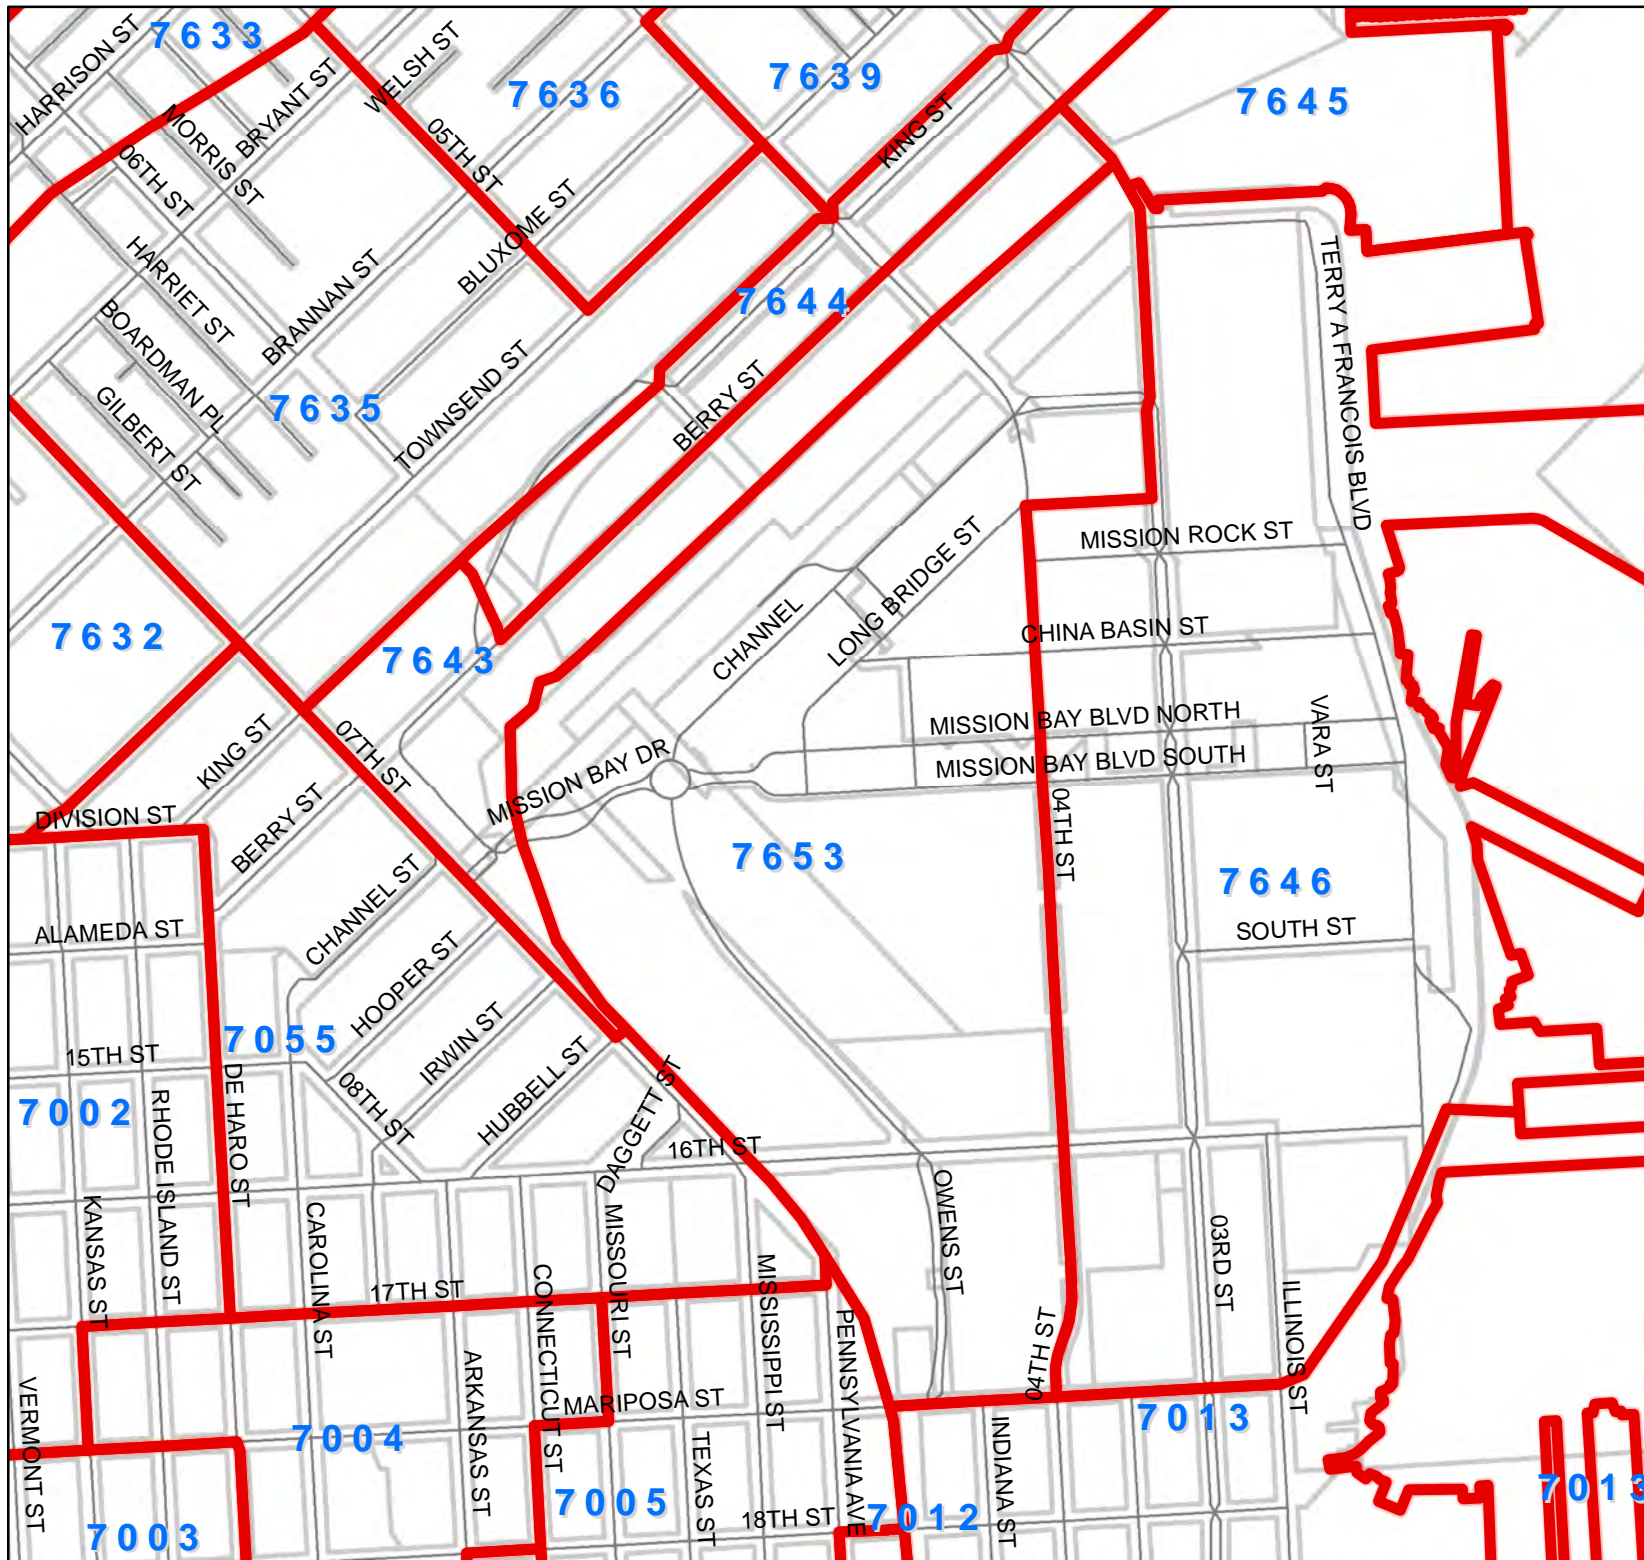 7633
HARRISON ST
WELSH ST
7636
7639
7645
BRYANT ST
MORRIS ST
06TH ST
05TH ST
KING ST
BLUXOME ST
HARRIET ST
BRANNAN ST
7644
TERRY A FRANCOIS BLVD
BOARDMAN PL
GILBERT ST
7635
TOWNSEND ST
BERRY ST
MISSION ROCK ST
LONG BRIDGE ST
CHANNEL
CHINA BASIN ST
7632
7643
MISSION BAY BLVD NORTH
VARA ST
KING ST
07TH ST
MISSION BAY DR
MISSION BAY BLVD SOUTH
DIVISION ST
BERRY ST
04TH ST
7653
7646
CHANNEL ST
ALAMEDA ST
SOUTH ST
HOOPER ST
7055
IRWIN ST
15TH ST
HUBBELL ST
08TH ST
DAGGETT ST
7002
RHODE ISLAND ST
DE HARO ST
16TH ST
KANSAS ST
CAROLINA ST
MISSOURI ST
OWENS ST
03RD ST
17TH ST
CONNECTICUT ST
MISSISSIPPI ST
ILLINOIS ST
PENNSYLVANIA AVE
04TH ST
VERMONT ST
ARKANSAS ST
MARIPOSA ST
7013
7004
TEXAS ST
INDIANA ST
7005
18TH ST
7012
7013
7003